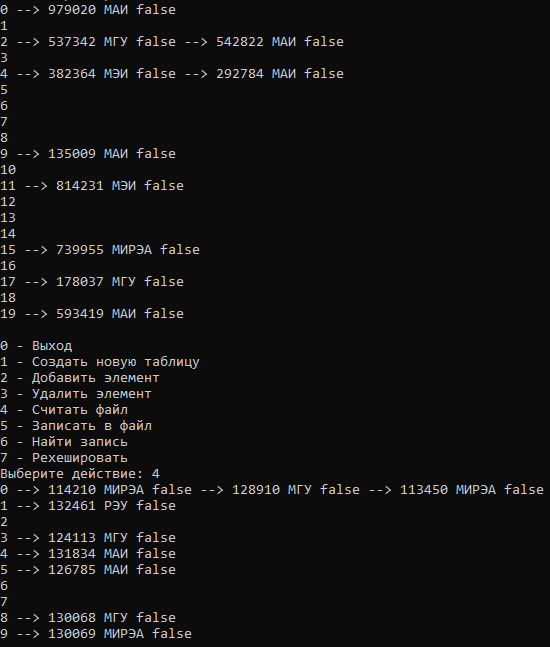 0 --> 979020 МАИ false
1
2 --> 537342 МГУ false --> 542822 МАИ false
3
4 --> 382364 МЭИ false --> 292784 МАИ false
5
6
7
8
9 --> 135009 МАИ false
10
11 --> 814231 МЭИ false
12
13
14
15 --> 739955 МИРЭА false
16
17 --> 178037 МГУ false
18
19 --> 593419 МАИ false
0 - Выход
1 - Создать новую таблицу
2 - Добавить элемент
3 - Удалить элемент
4 - Считать файл
5 - Записать в файл
6 - Найти запись
7 - Рехешировать
Выберите действие: 4
0 --> 114210 МИРЭА false --> 128910 МГУ false --> 113450 МИРЭА false
1 --> 132461 РЭУ false
2
3 --> 124113 МГУ false
4 --> 131834 МАИ false
5 --> 126785 МАИ false
6
7
8 --> 130068 МГУ false
9 --> 130069 МИРЭА false